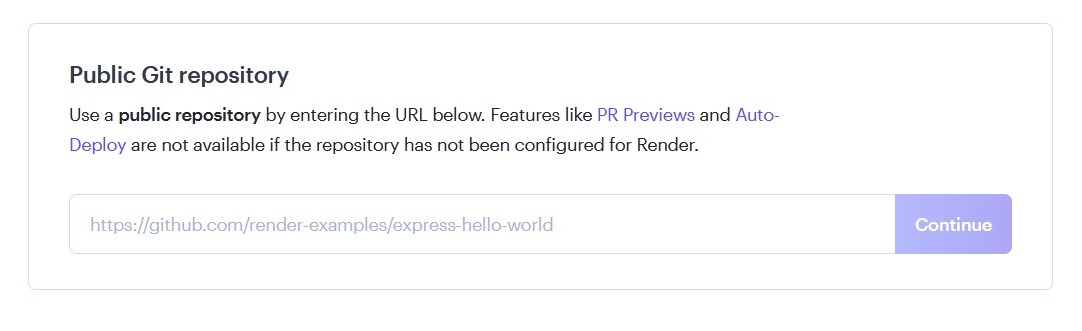 Public Git repository
Use a public repository by entering the URL below. Features like PR Previews and Auto-
Deploy are not available if the repository has not been configured for Render.
https://github.com/render-examples/express-hello-world
Continue